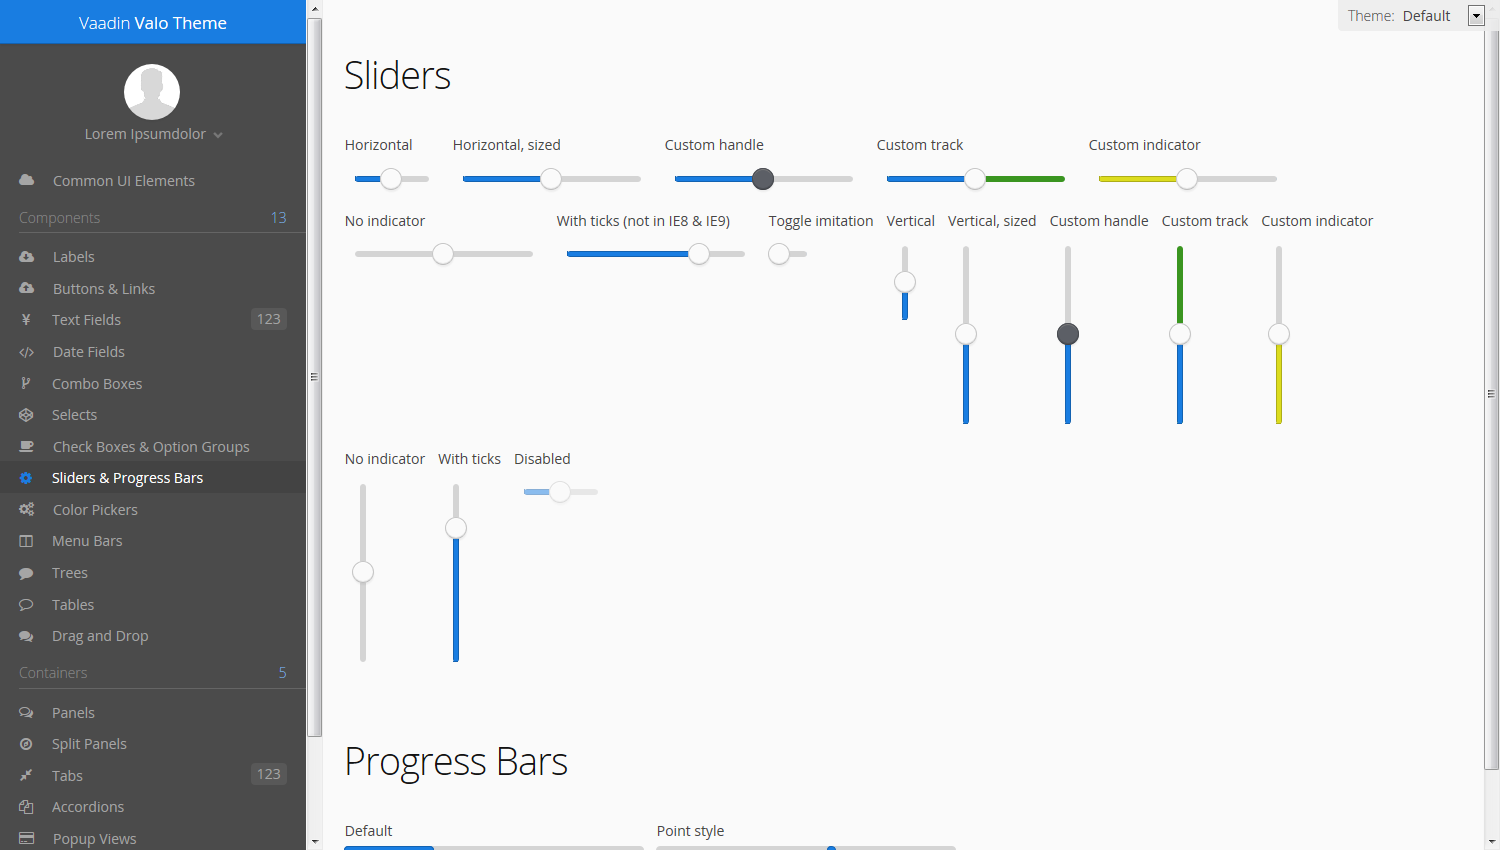 Vaadin Valo Theme
Lorem Ipsumdolor
Common UI Elements
Components 13
Labels
Buttons & Links
Text Fields 123
Date Fields
Combo Boxes
Selects
Check Boxes & Option Groups
Sliders & Progress Bars
Color Pickers
Menu Bars
Trees
Tables
Drag and Drop
Containers 5
Panels
Split Panels
Tabs 123
Accordions
Popup Views
Theme: Default
Sliders
Horizontal Horizontal, sized Custom handle Custom track Custom indicator
No indicator With ticks (not in IE8 & IE9) Toggle imitation Vertical Vertical, sized Custom handle Custom track Custom indicator
No indicator With ticks Disabled
Progress Bars
Default Point style